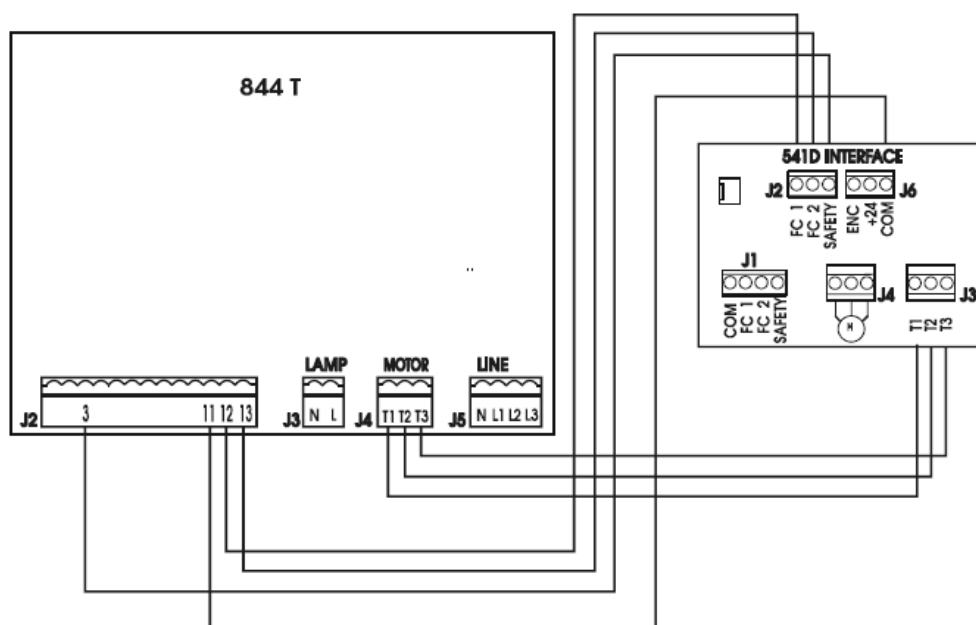 844 T
541D INTERFACE
J2 J6
FC 1
FC 2
SAFETY
ENC
+24
COM
J1
COM
FC 1
FC 2
SAFETY
J4
M
J3
T1
T2
T3
LAMP MOTOR LINE
J2 3 11 12 13
J3 N L
J4 T1 T2 T3
J5 N L1 L2 L3